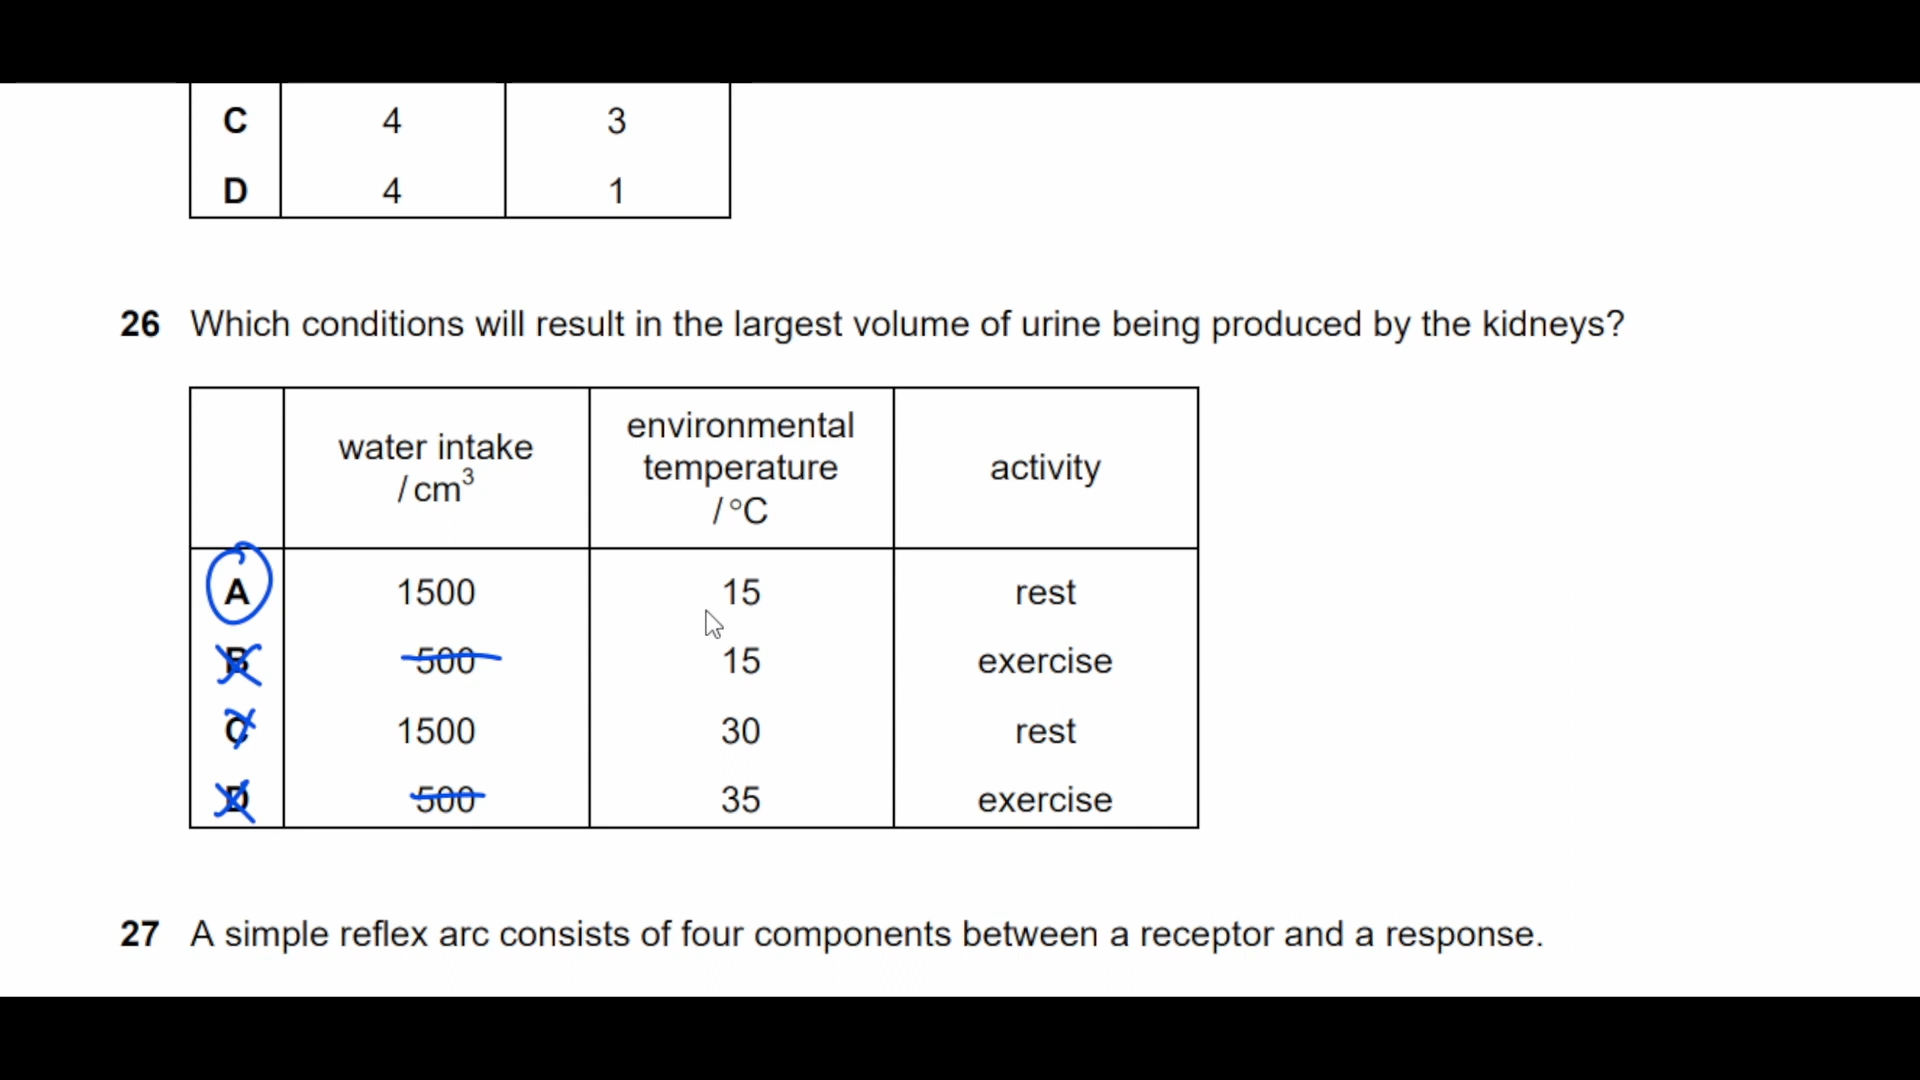 C 4 3
D 4 1
26 Which conditions will result in the largest volume of urine being produced by the kidneys?
water intake /cm³ environmental temperature /°C activity
A 1500 15 rest
B 500 15 exercise
C 1500 30 rest
D 500 35 exercise
27 A simple reflex arc consists of four components between a receptor and a response.